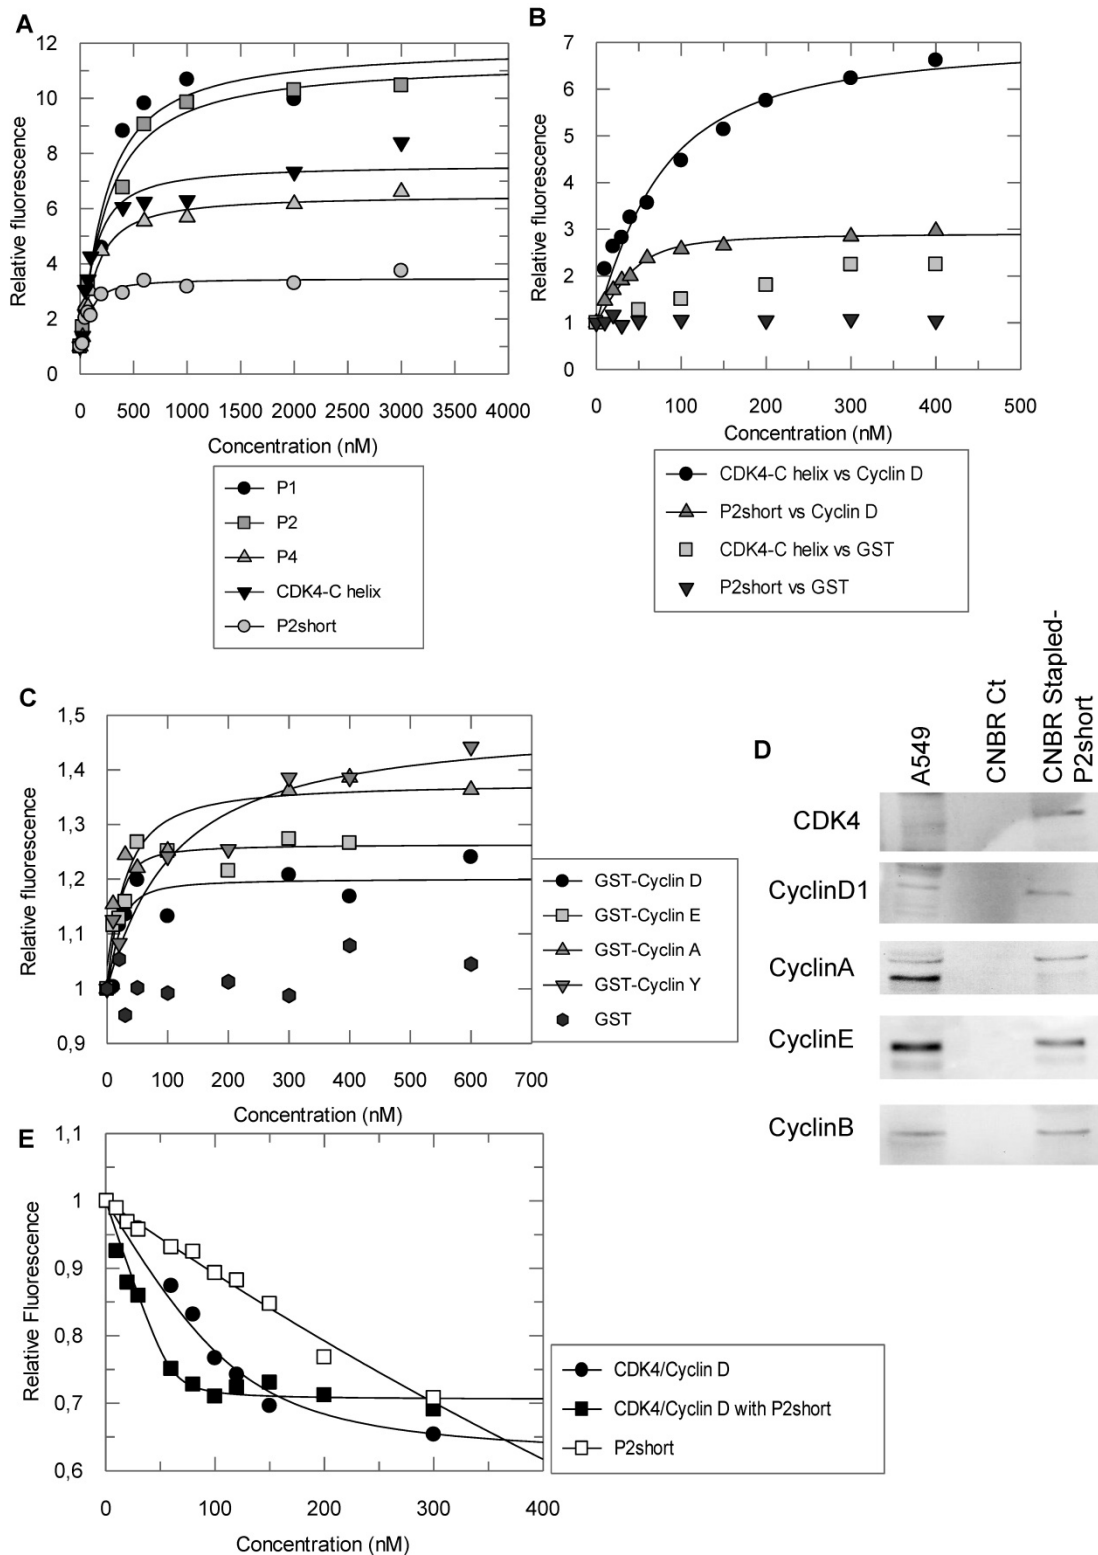 A
12
10
8
6
4
2
0
Relative fluorescence
0 500 1000 1500 2000 2500 3000 3500 4000
Concentration (nM)
P1
P2
P4
CDK4-C helix
P2short
B
7
6
5
4
3
2
1
0
Relative fluorescence
0 100 200 300 400 500
Concentration (nM)
CDK4-C helix vs Cyclin D
P2short vs Cyclin D
CDK4-C helix vs GST
P2short vs GST
C
1,5
1,4
1,3
1,2
1,1
1
0,9
Relative fluorescence
0 100 200 300 400 500 600 700
Concentration (nM)
GST-Cyclin D
GST-Cyclin E
GST-Cyclin A
GST-Cyclin Y
GST
D
A549
CNBR Ct
CNBR Stapled-
P2short
CDK4
CyclinD1
CyclinA
CyclinE
CyclinB
E
1,1
1
0,9
0,8
0,7
0,6
Relative Fluorescence
0 100 200 300 400
Concentration (nM)
CDK4/Cyclin D
CDK4/Cyclin D with P2short
P2short